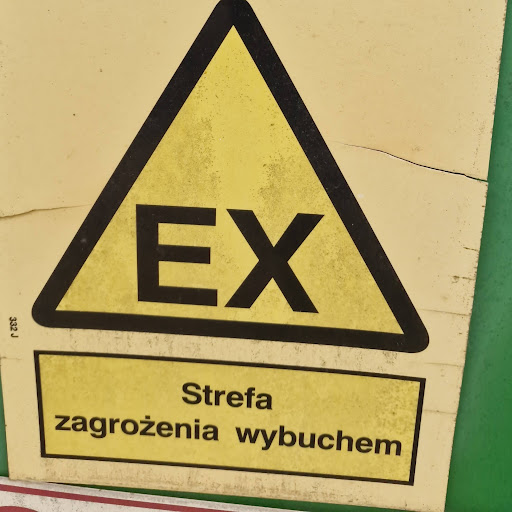 EX
332 J
Strefa
zagrożenia wybuchem